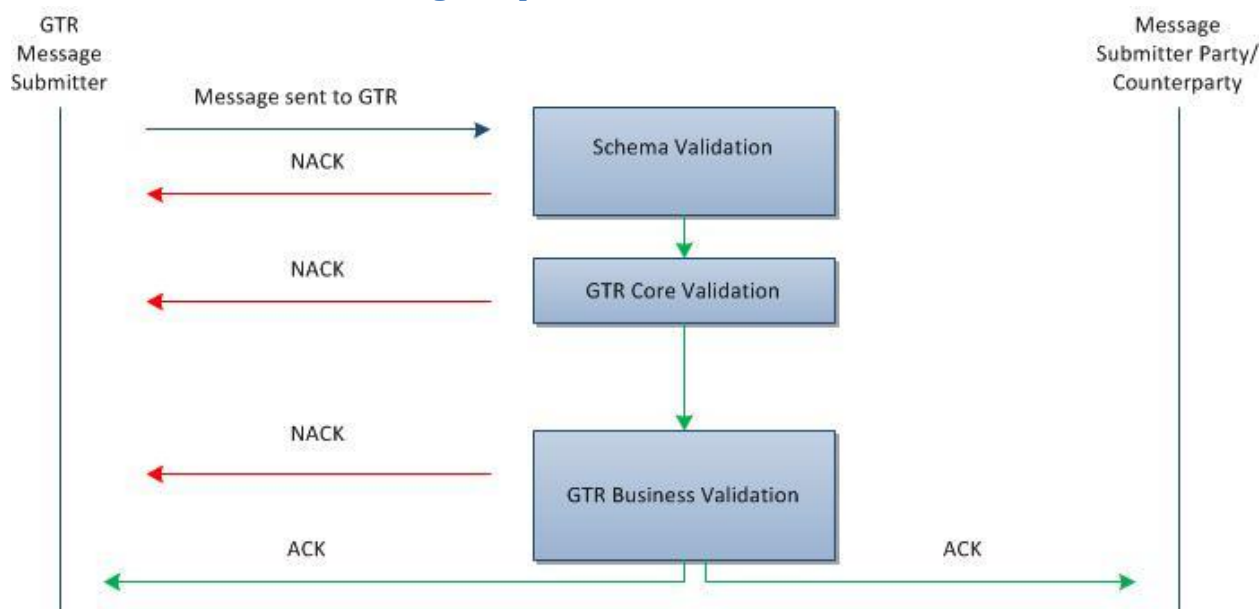 GTR
Message
Submitter
Message
Submitter Party/
Counterparty
Message sent to GTR
Schema Validation
NACK
NACK
GTR Core Validation
NACK
GTR Business Validation
ACK
ACK